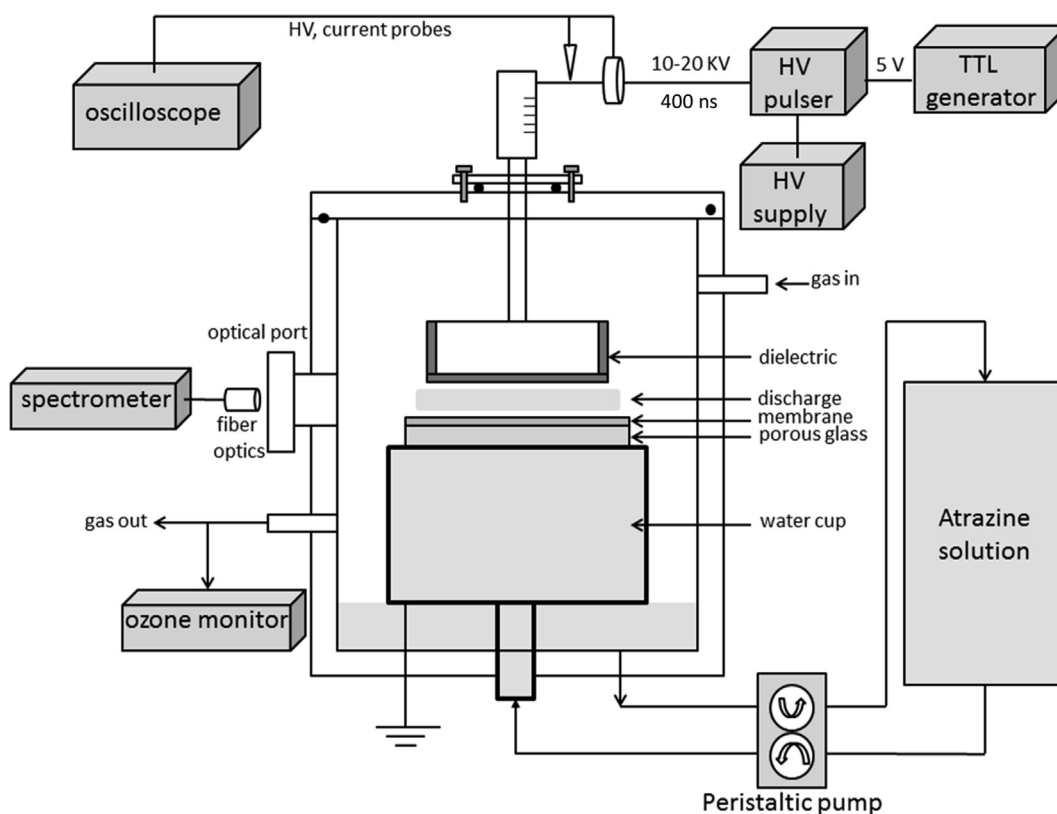 HV, current probes
oscilloscope
10-20 KV
400 ns
HV
pulser
5 V
TTL
generator
HV
supply
gas in
optical port
dielectric
spectrometer
fiber
optics
discharge
membrane
porous glass
gas out
water cup
Atrazine
solution
ozone monitor
Peristaltic pump